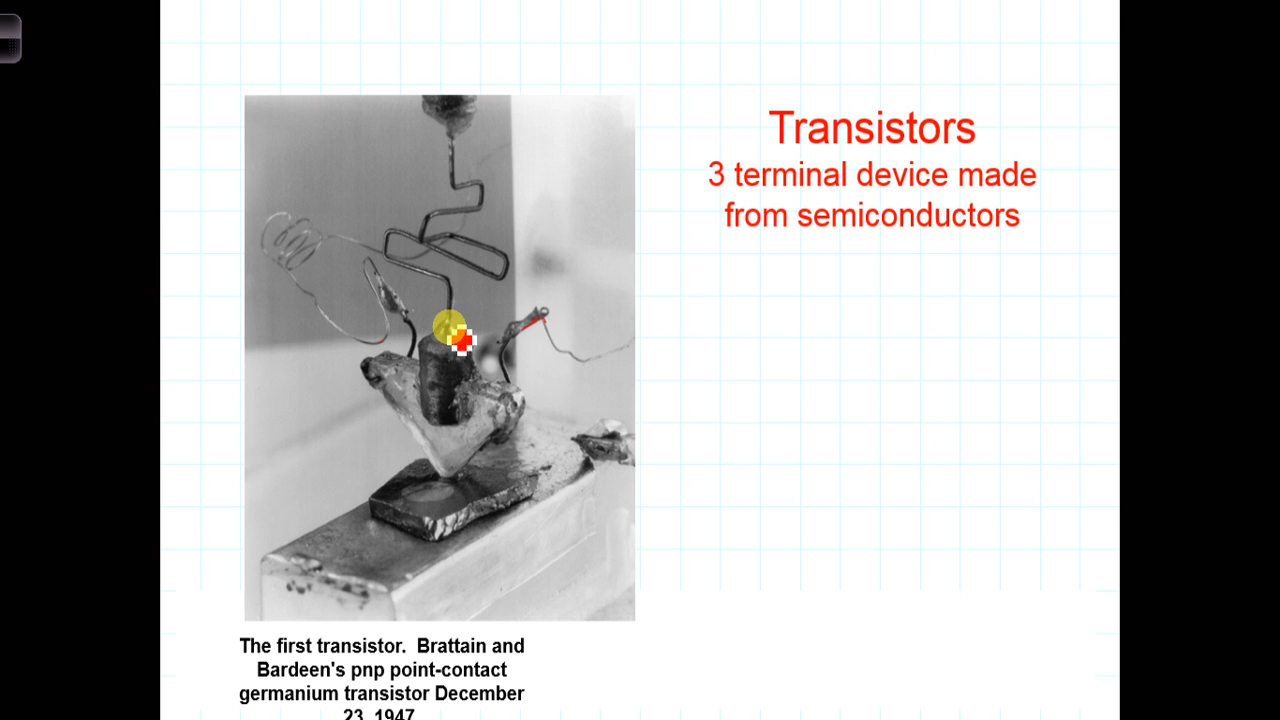 Transistors
3 terminal device made
from semiconductors
The first transistor. Brattain and
Bardeen's pnp point-contact
germanium transistor December
23, 1947